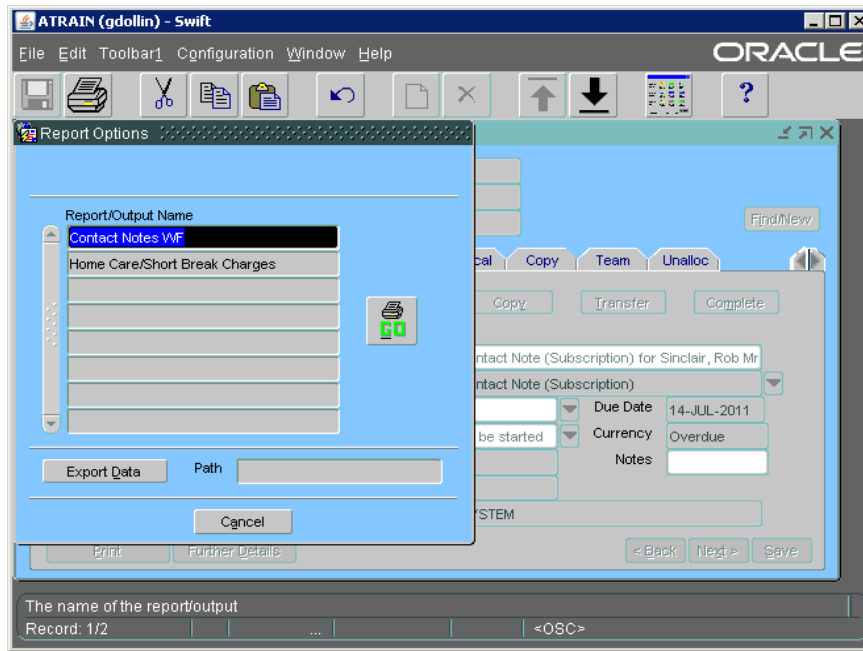 ATRAIN (gdollin) - Swift
File Edit Toolbar1 Configuration Window Help
ORACLE
?
Report Options
Find/New
Report/Output Name
Contact Notes WF
Home Care/Short Break Charges
GO
cal Copy Team Unalloc
Copy Transfer Complete
ntact Note (Subscription) for Sinclair, Rob Mr
ntact Note (Subscription)
Due Date 14-JUL-2011
be started Currency Overdue
Notes
Export Data Path
YSTEM
Cancel
Print Further Details < Back Next > Save
The name of the report/output
Record: 1/2 ... <OSC>